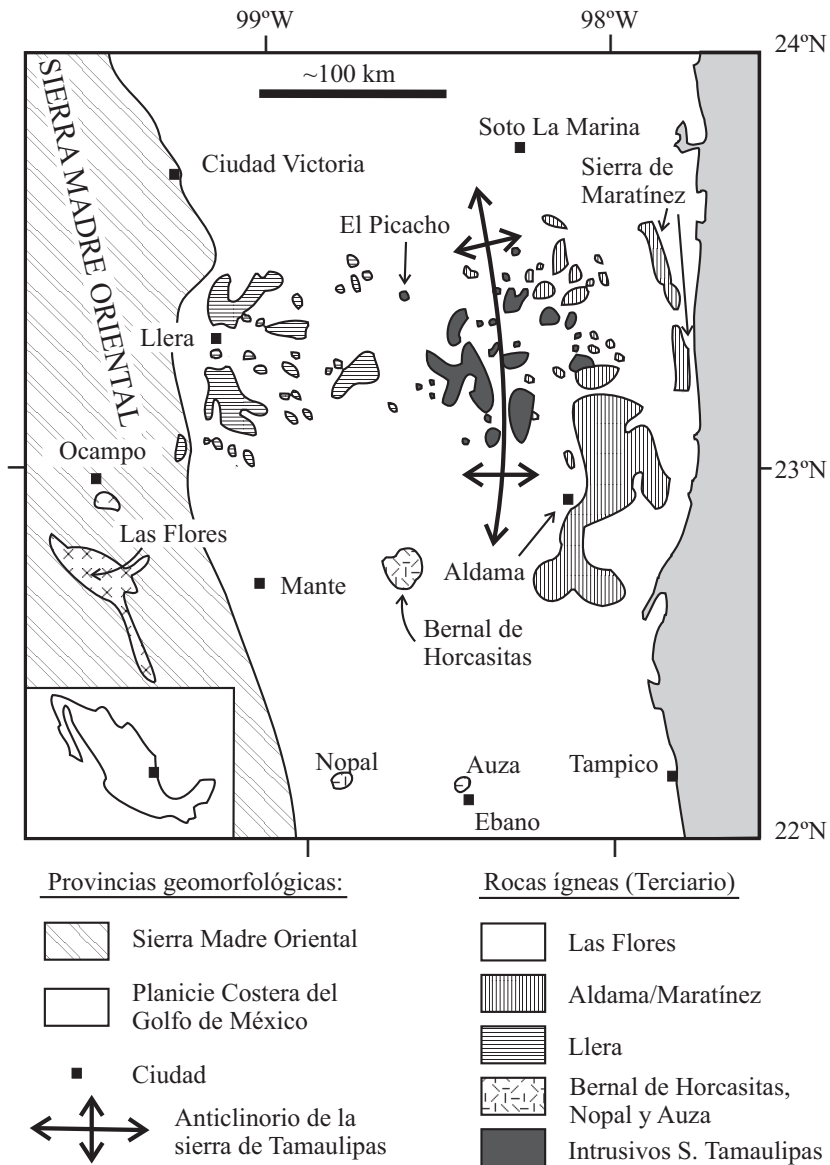 99ºW
98ºW
24ºN
~100 km
SIERRA MADRE ORIENTAL
Soto La Marina
Ciudad Victoria
Sierra de
Maratínez
El Picacho
Llera
Ocampo
23ºN
Las Flores
Aldama
Mante
Bernal de
Horcasitas
Nopal
Auza
Tampico
Ebano
22ºN
Provincias geomorfológicas:
Sierra Madre Oriental
Planicie Costera del
Golfo de México
Ciudad
Anticlinorio de la
sierra de Tamaulipas
Rocas ígneas (Terciario)
Las Flores
Aldama/Maratínez
Llera
Bernal de Horcasitas,
Nopal y Auza
Intrusivos S. Tamaulipas